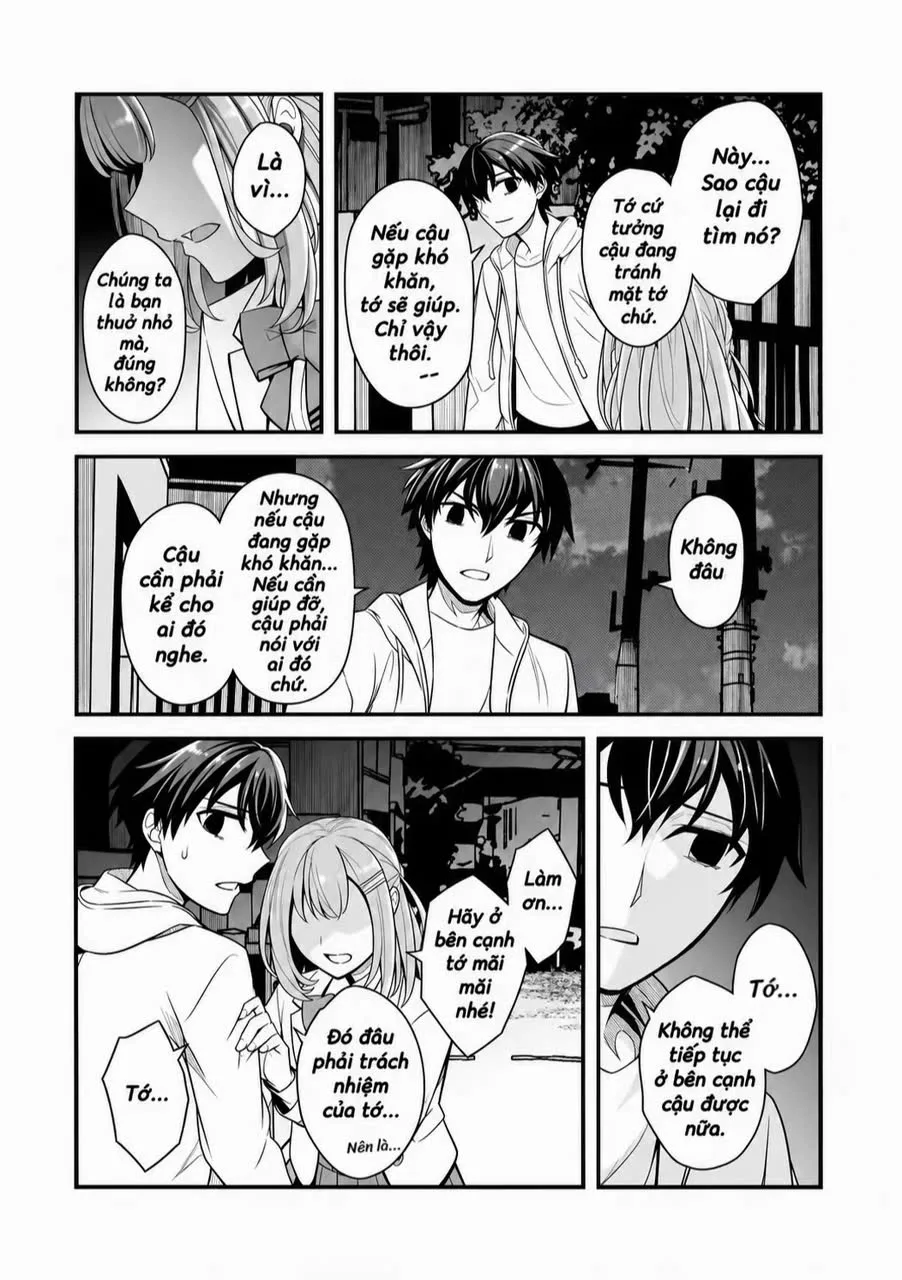 Này...
Sao cậu
lại đi
tìm nó?
Tớ cứ
tưởng
cậu đang
tránh
mặt tớ
chứ.
Nếu cậu
gặp khó
khăn,
tớ sẽ giúp.
Chỉ vậy
thôi.
--
Là
vì...
Chúng ta
là bạn
thuở nhỏ
mà,
đúng
không?
Không
đâu
Nhưng
nếu cậu
đang gặp
khó khăn...
Nếu cần
giúp đỡ,
cậu phải
nói với
ai đó
chứ.
Cậu
cần phải
kể cho
ai đó
nghe.
Tớ...
Không thể
tiếp tục
ở bên cạnh
cậu được
nữa.
Làm
ơn...
Hãy ở
bên cạnh
tớ mãi
mãi
nhé!
Đó đâu
phải trách
nhiệm
của tớ...
Nên là...
Tớ...